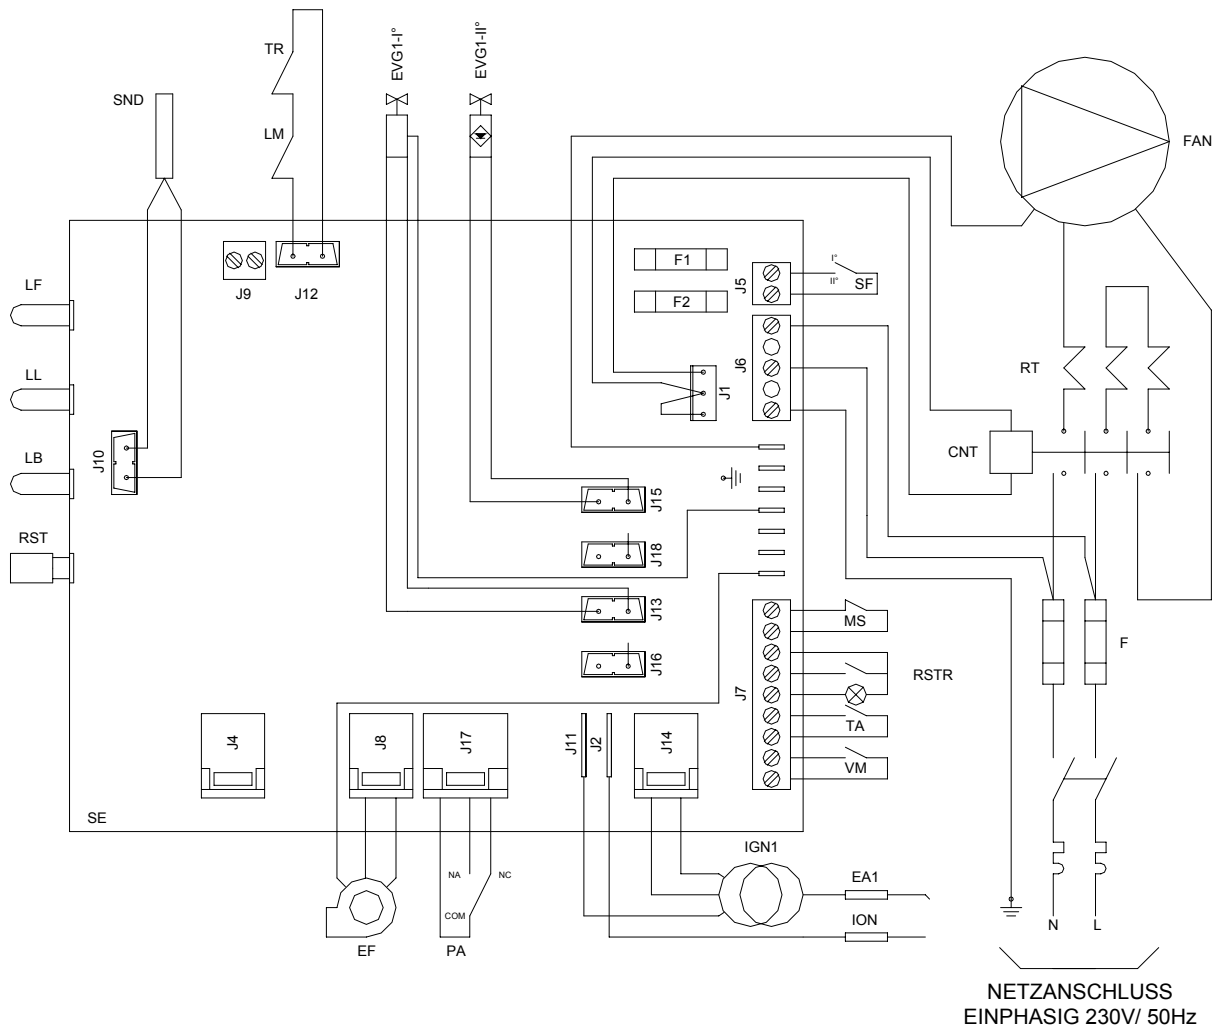 TR
EVG1-I°
EVG1-II°
SND
LM
FAN
LF
J9
J12
F1
F2
J5
I°
II°
SF
LL
J6
J1
RT
LB
J10
CNT
RST
J15
J18
J13
J16
MS
RSTR
F
J7
TA
VM
J4
J8
J17
J11
J2
J14
SE
IGN1
NA
NC
COM
EA1
ION
EF
PA
N
L
NETZANSCHLUSS
EINPHASIG 230V/ 50Hz